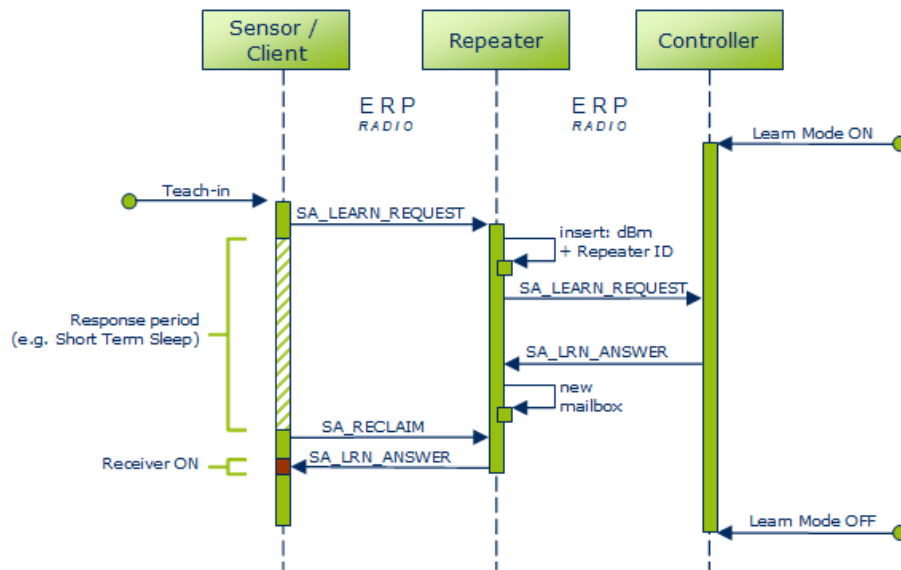 Sensor /
Client
Repeater
Controller
ERP
RADIO
ERP
RADIO
Learn Mode ON
Teach-in
SA_LEARN_REQUEST
insert: dBm
+ Repeater ID
SA_LEARN_REQUEST
Response period
(e.g. Short Term Sleep)
SA_LRN_ANSWER
new
mailbox
SA_RECLAIM
Receiver ON
SA_LRN_ANSWER
Learn Mode OFF